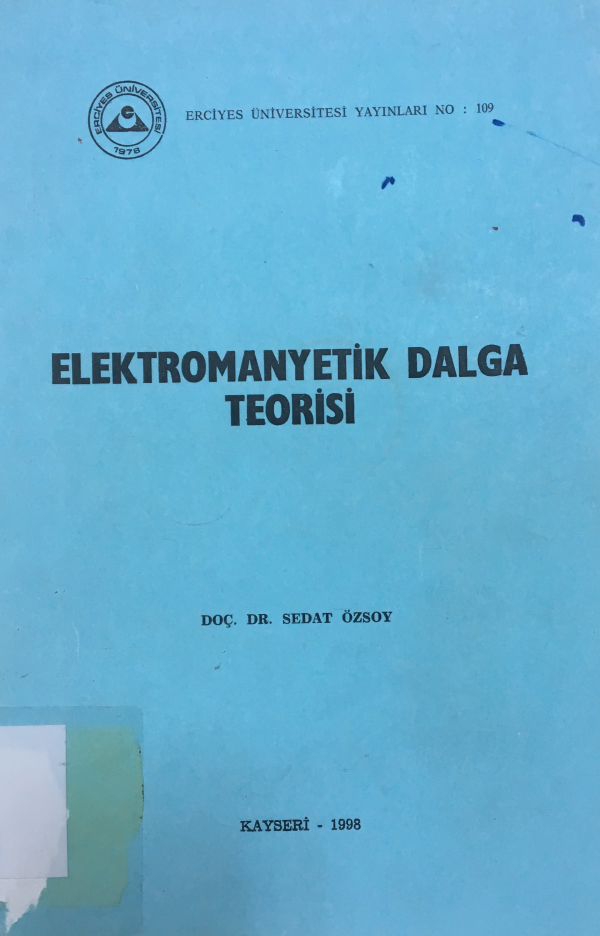 ERCİYES ÜNİVERSİTESİ
1978
ERCİYES ÜNİVERSİTESİ YAYINLARI NO : 109
ELEKTROMANYETİK DALGA
TEORİSİ
DOÇ. DR. SEDAT ÖZSOY
KAYSERİ - 1998